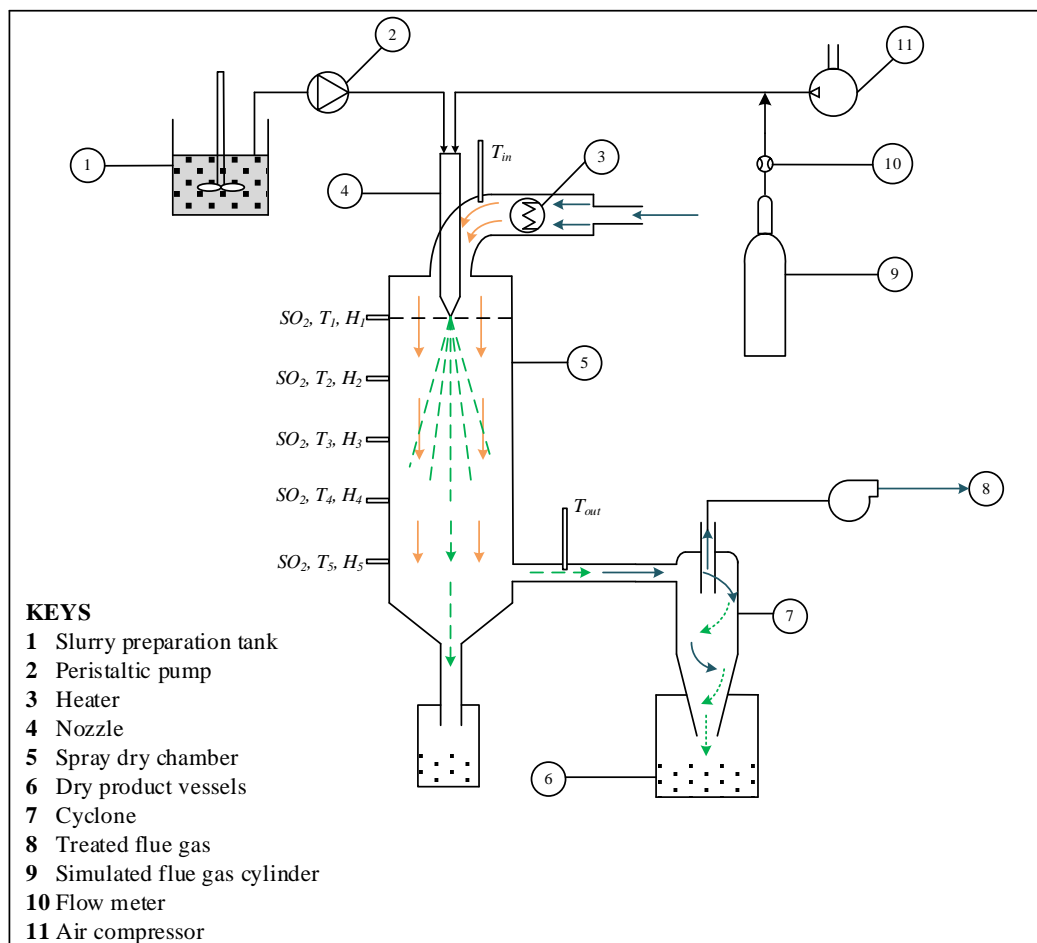 2
11
1
T_in
3
10
4
9
SO₂, T₁, H₁
5
SO₂, T₂, H₂
SO₂, T₃, H₃
SO₂, T₄, H₄
8
T_out
SO₂, T₅, H₅
7
6
KEYS
1 Slurry preparation tank
2 Peristaltic pump
3 Heater
4 Nozzle
5 Spray dry chamber
6 Dry product vessels
7 Cyclone
8 Treated flue gas
9 Simulated flue gas cylinder
10 Flow meter
11 Air compressor